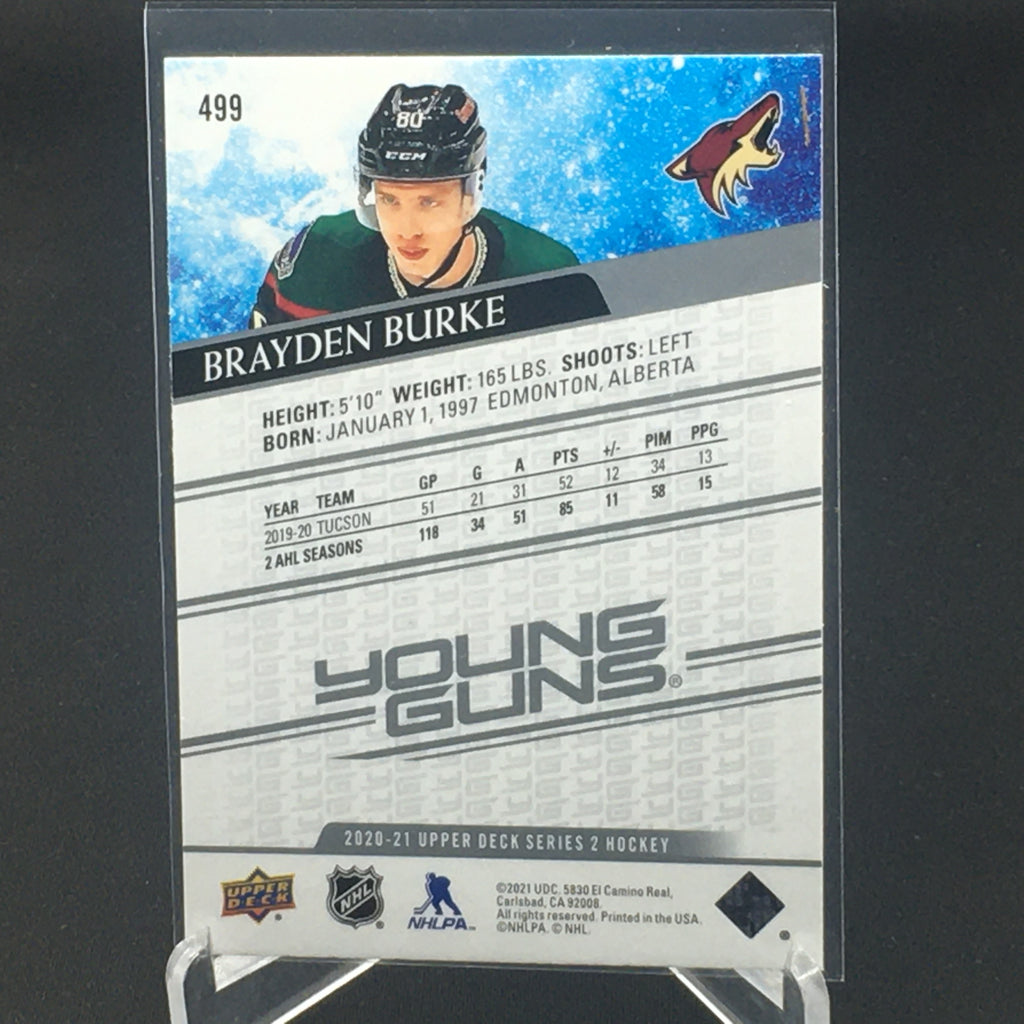 499
80
CCM
BRAYDEN BURKE
HEIGHT: 5'10" WEIGHT: 165 LBS. SHOOTS: LEFT
BORN: JANUARY 1, 1997 EDMONTON, ALBERTA
YEAR TEAM GP G A PTS +/- PIM PPG
2019-20 TUCSON 51 21 31 52 12 34 13
2 AHL SEASONS 118 34 51 85 11 58 15
YOUNG
GUNS®
2020-21 UPPER DECK SERIES 2 HOCKEY
UPPER
DECK®
NHL®
NHLPA
©2021 UDC. 5830 El Camino Real,
Carlsbad, CA 92008.
All rights reserved. Printed in the USA.
©NHLPA. © NHL.